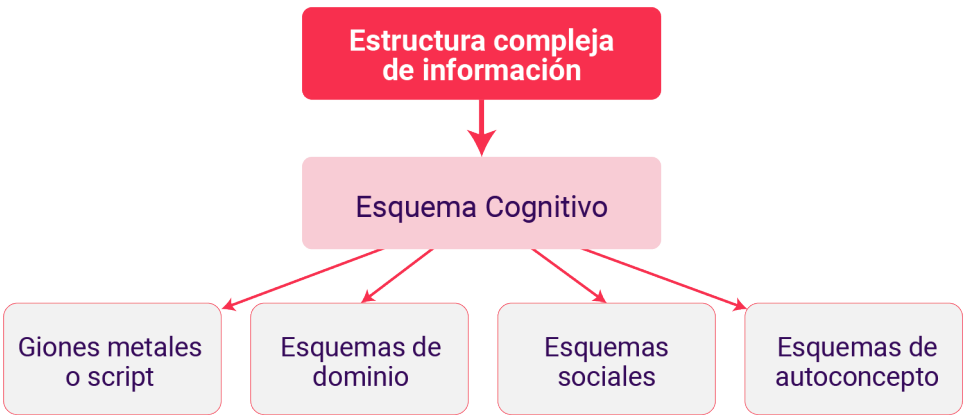 Estructura compleja
de información
Esquema Cognitivo
Giones metales
o script
Esquemas de
dominio
Esquemas
sociales
Esquemas de
autoconcepto